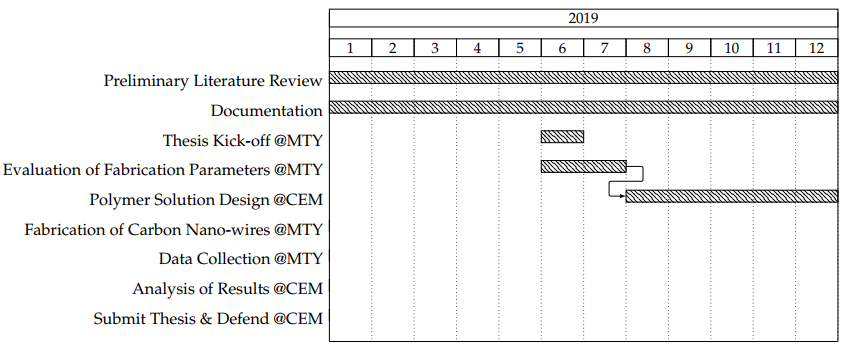 2019
1 2 3 4 5 6 7 8 9 10 11 12
Preliminary Literature Review
Documentation
Thesis Kick-off @MTY
Evaluation of Fabrication Parameters @MTY
Polymer Solution Design @CEM
Fabrication of Carbon Nano-wires @MTY
Data Collection @MTY
Analysis of Results @CEM
Submit Thesis & Defend @CEM